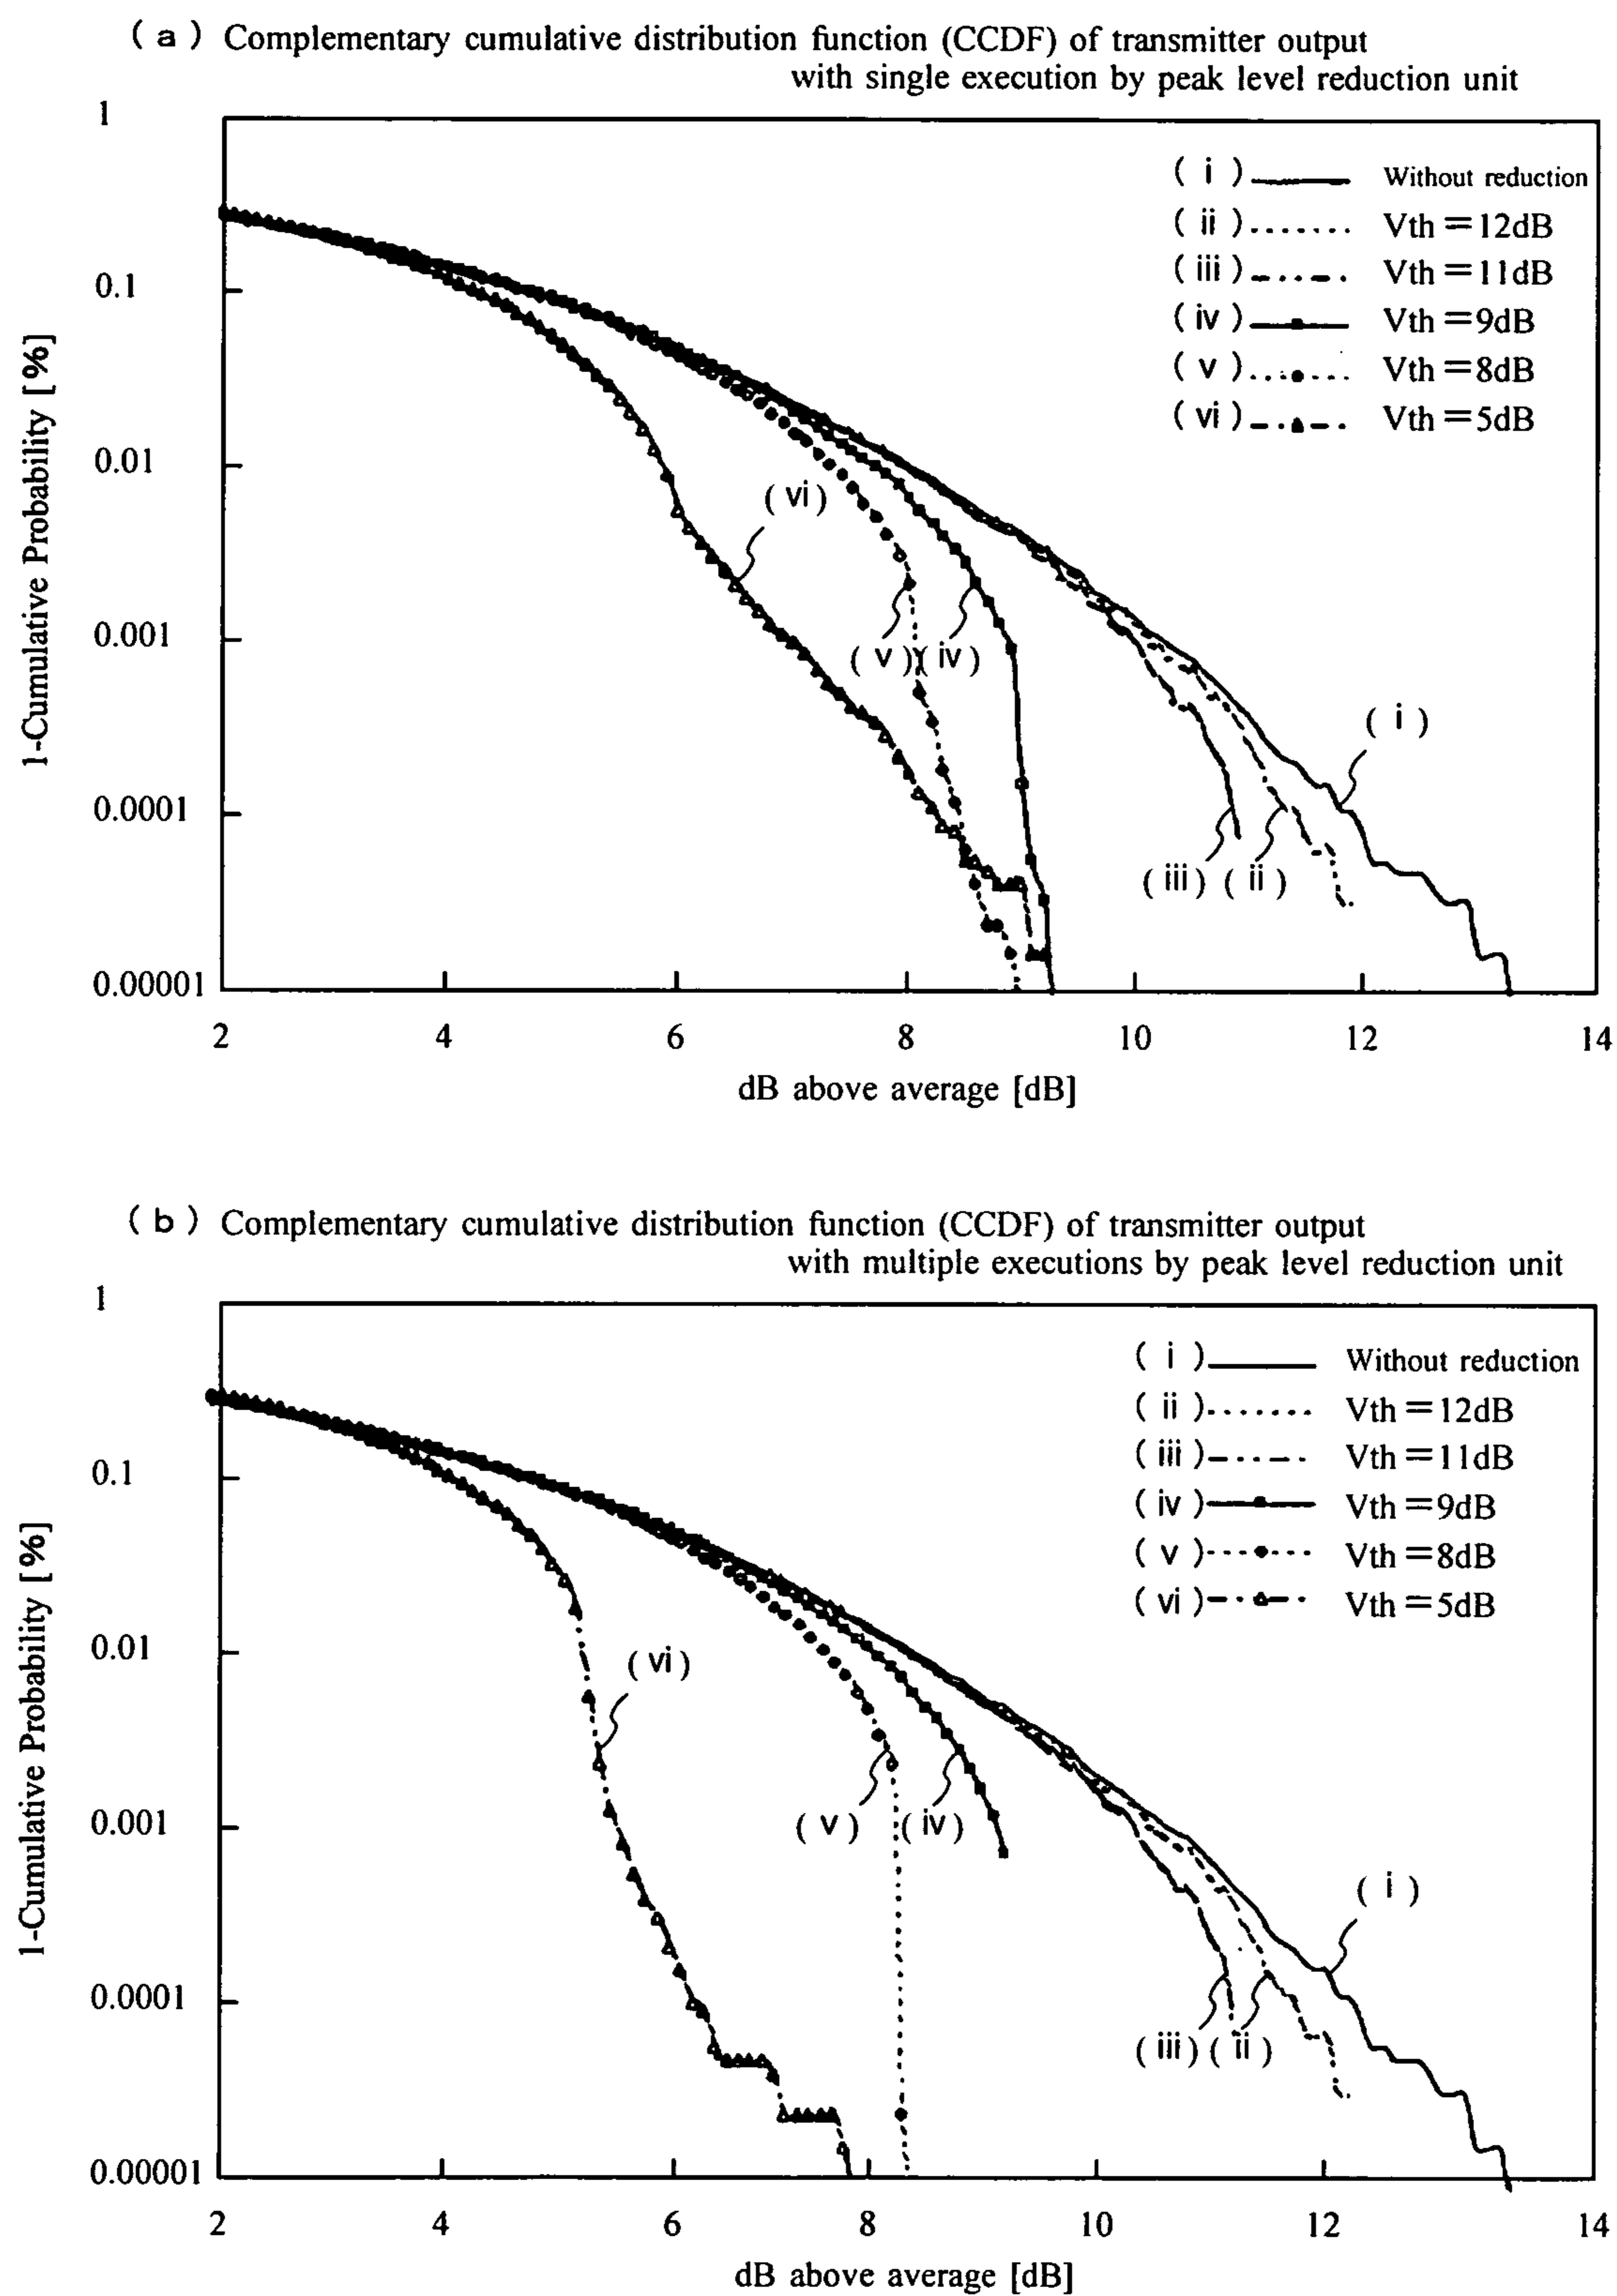 ( a ) Complementary cumulative distribution function (CCDF) of transmitter output
with single execution by peak level reduction unit
1
0.1
0.01
0.001
0.0001
0.00001
1-Cumulative Probability [%]
( i ) Without reduction
( ii ) Vth =12dB
( iii ) Vth =11dB
( iv ) Vth =9dB
( v ) Vth =8dB
( vi ) Vth =5dB
( vi )
( v ) ( iv )
( i )
( iii ) ( ii )
2 4 6 8 10 12 14
dB above average [dB]
( b ) Complementary cumulative distribution function (CCDF) of transmitter output
with multiple executions by peak level reduction unit
1
0.1
0.01
0.001
0.0001
0.00001
1-Cumulative Probability [%]
( i ) Without reduction
( ii ) Vth =12dB
( iii ) Vth =11dB
( iv ) Vth =9dB
( v ) Vth =8dB
( vi ) Vth =5dB
( vi )
( v ) ( iv )
( i )
( iii ) ( ii )
2 4 6 8 10 12 14
dB above average [dB]